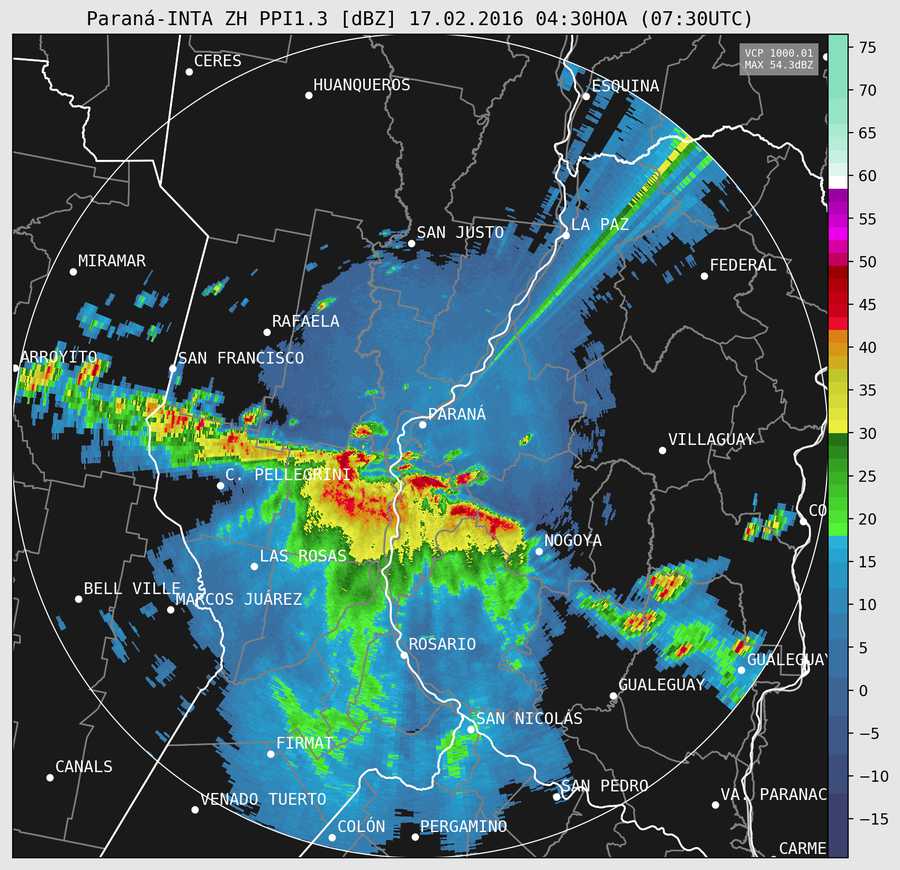 Paraná-INTA ZH PPI1.3 [dBZ] 17.02.2016 04:30HOA (07:30UTC)
VCP 1000.01
MAX 54.3dBZ
CERES
HUANQUEROS
ESQUINA
SAN JUSTO
LA PAZ
MIRAMAR
FEDERAL
RAFAELA
ARROYITO
SAN FRANCISCO
PARANÁ
VILLAGUAY
C. PELLEGRINI
CO
NOGOYA
LAS ROSAS
BELL VILLE
MARCOS JUÁREZ
ROSARIO
GUALEGUAY
GUALEGUAY
SAN NICOLÁS
FIRMAT
CANALS
SAN PEDRO
VENADO TUERTO
VA. PARANAC
COLÓN
PERGAMINO
CARME
75
70
65
60
55
50
45
40
35
30
25
20
15
10
5
0
−5
−10
−15